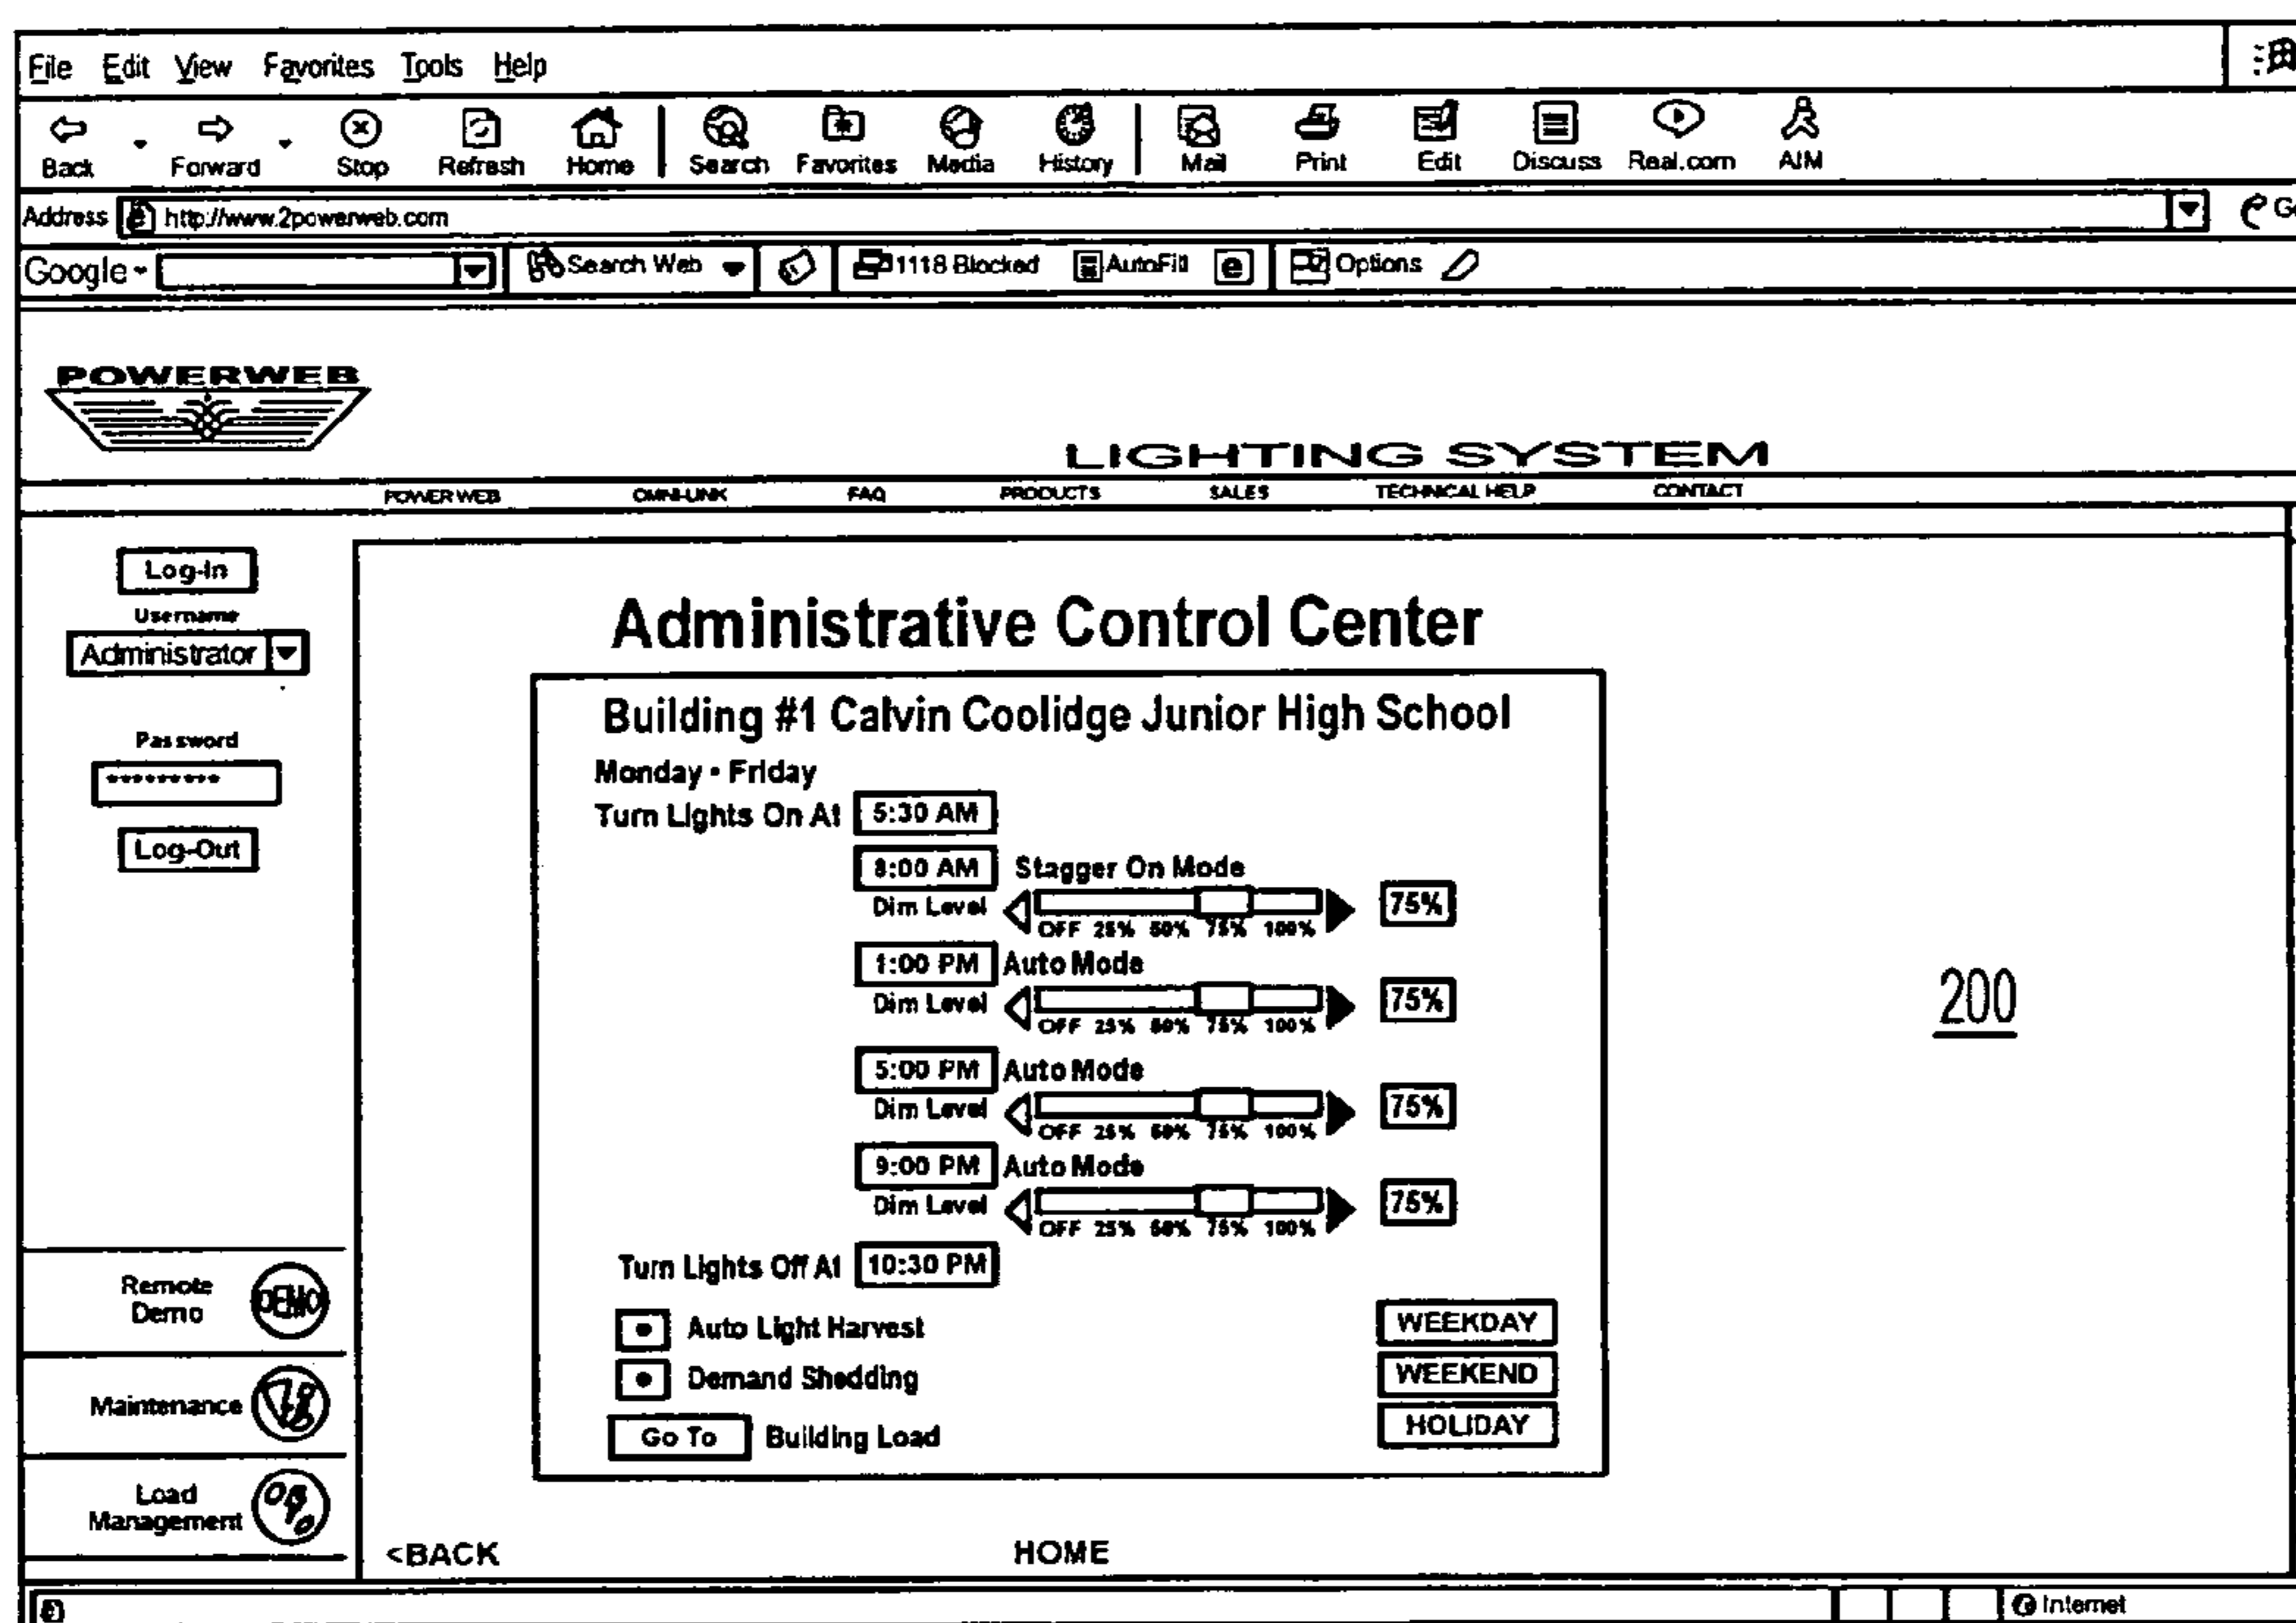 File Edit View Favorites Tools Help
Back Forward Stop Refresh Home Search Favorites Media History Mail Print Edit Discuss Real.com AIM
Address http://www.2powerweb.com
Google Search Web 1118 Blocked AutoFill Options
POWERWEB
LIGHTING SYSTEM
POWER WEB OMNI-LINK FAQ PRODUCTS SALES TECHNICAL HELP CONTACT
Log-In
Username
Administrator
Password
*********
Log-Out
Administrative Control Center
Building #1 Calvin Coolidge Junior High School
Monday - Friday
Turn Lights On At 5:30 AM
8:00 AM Stagger On Mode
Dim Level 75%
OFF 25% 50% 75% 100%
1:00 PM Auto Mode
Dim Level 75%
OFF 25% 50% 75% 100%
5:00 PM Auto Mode
Dim Level 75%
OFF 25% 50% 75% 100%
9:00 PM Auto Mode
Dim Level 75%
OFF 25% 50% 75% 100%
Turn Lights Off At 10:30 PM
Auto Light Harvest
Demand Shedding
Go To Building Load
WEEKDAY
WEEKEND
HOLIDAY
200
Remote
Demo DEMO
Maintenance
Load
Management
<BACK HOME
Internet